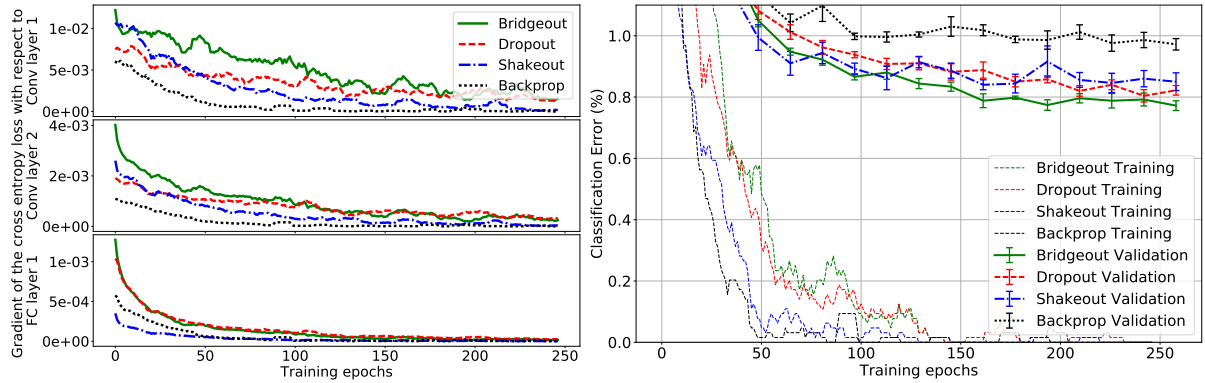 Gradient of the cross entropy loss with respect to
Conv layer 1
Conv layer 2
FC layer 1
1e-02
5e-03
0e+00
Bridgeout
Dropout
Shakeout
Backprop
4e-03
2e-03
0e+00
1e-03
5e-04
0e+00
0 50 100 150 200 250
Training epochs
Classification Error (%)
1.0
0.8
0.6
0.4
0.2
0.0
Bridgeout Training
Dropout Training
Shakeout Training
Backprop Training
Bridgeout Validation
Dropout Validation
Shakeout Validation
Backprop Validation
0 50 100 150 200 250
Training epochs